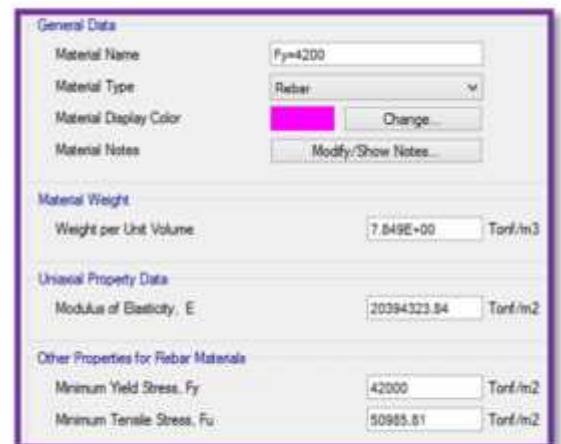 General Data
Material Name Fy=4200
Material Type Rebar
Material Display Color Change...
Material Notes Modify/Show Notes...
Material Weight
Weight per Unit Volume 7.849E+00 Tonf/m3
Uniaxial Property Data
Modulus of Elasticity, E 20394323.84 Tonf/m2
Other Properties for Rebar Materials
Minimum Yield Stress, Fy 42000 Tonf/m2
Minimum Tensile Stress, Fu 50985.81 Tonf/m2